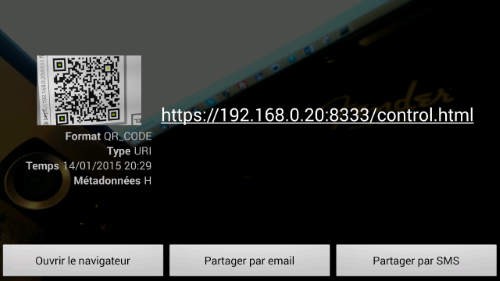 https://192.168.0.20:8333/control.html
Format QR_CODE
Type URI
Temps 14/01/2015 20:29
Métadonnées H
Fender
Ouvrir le navigateur
Partager par email
Partager par SMS